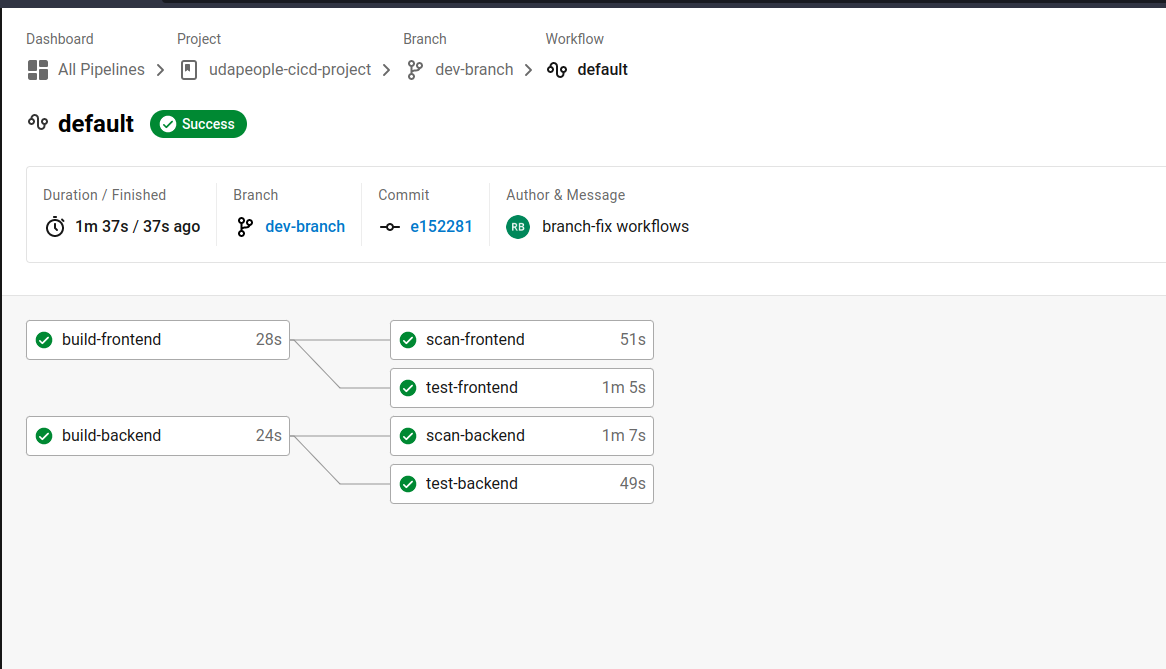 Dashboard Project Branch Workflow
All Pipelines udapeople-cicd-project dev-branch default
default Success
Duration / Finished Branch Commit Author & Message
1m 37s / 37s ago dev-branch e152281 RB branch-fix workflows
build-frontend 28s scan-frontend 51s
test-frontend 1m 5s
build-backend 24s scan-backend 1m 7s
test-backend 49s